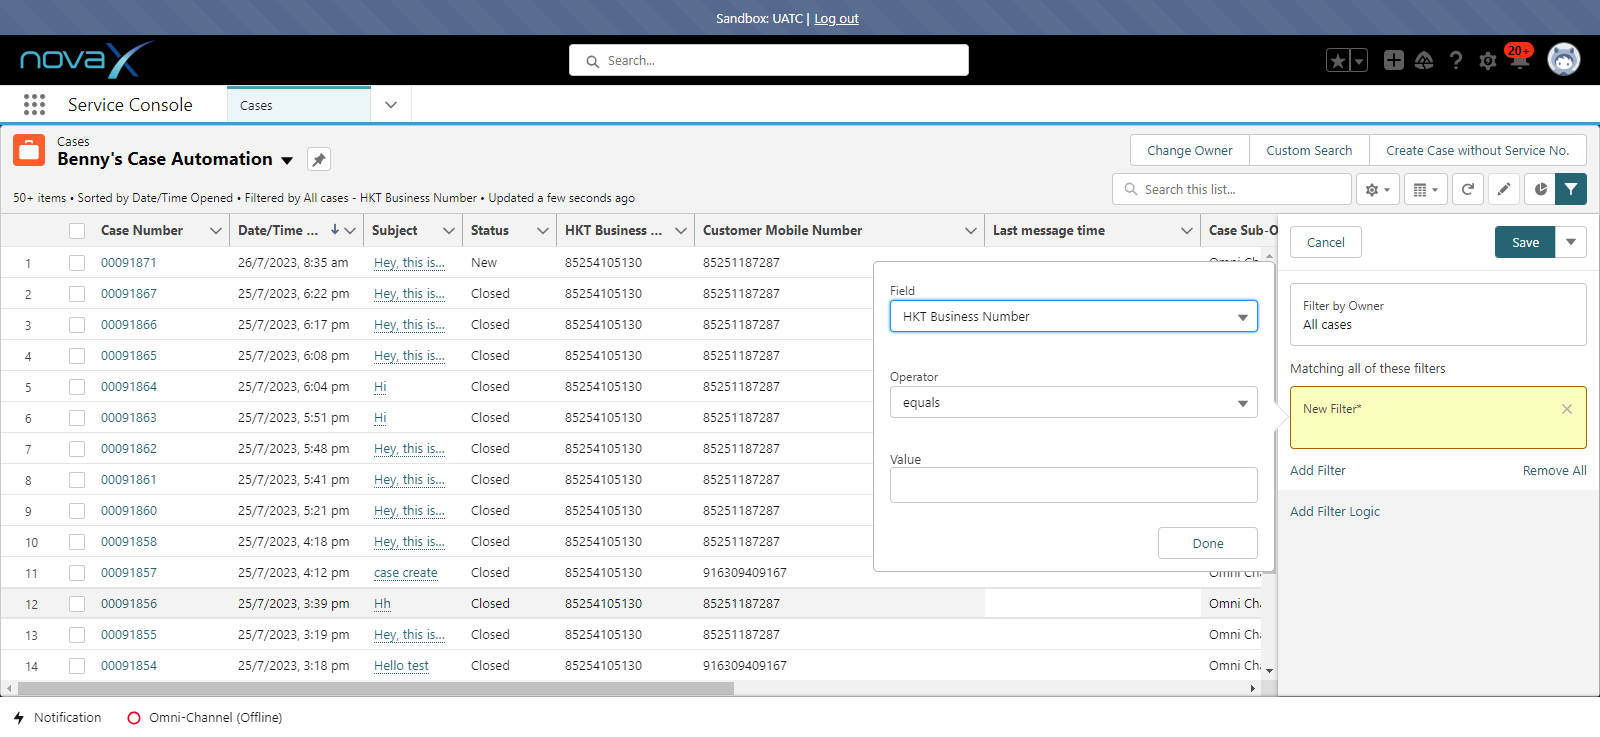 Sandbox: UATC | Log out
novaX
Search...
20+
Service Console
Cases
Cases
Benny's Case Automation
Change Owner
Custom Search
Create Case without Service No.
50+ items • Sorted by Date/Time Opened • Filtered by All cases - HKT Business Number • Updated a few seconds ago
Search this list...
Case Number Date/Time ... Subject Status HKT Business ... Customer Mobile Number Last message time Case Sub-O
1 00091871 26/7/2023, 8:35 am Hey, this is... New 85254105130 85251187287
2 00091867 25/7/2023, 6:22 pm Hey, this is... Closed 85254105130 85251187287
3 00091866 25/7/2023, 6:17 pm Hey, this is... Closed 85254105130 85251187287
4 00091865 25/7/2023, 6:08 pm Hey, this is... Closed 85254105130 85251187287
5 00091864 25/7/2023, 6:04 pm Hi Closed 85254105130 85251187287
6 00091863 25/7/2023, 5:51 pm Hi Closed 85254105130 85251187287
7 00091862 25/7/2023, 5:48 pm Hey, this is... Closed 85254105130 85251187287
8 00091861 25/7/2023, 5:41 pm Hey, this is... Closed 85254105130 85251187287
9 00091860 25/7/2023, 5:21 pm Hey, this is... Closed 85254105130 85251187287
10 00091858 25/7/2023, 4:18 pm Hey, this is... Closed 85254105130 85251187287
11 00091857 25/7/2023, 4:12 pm case create Closed 85254105130 916309409167 Omni Cha
12 00091856 25/7/2023, 3:39 pm Hh Closed 85254105130 85251187287 Omni Cha
13 00091855 25/7/2023, 3:19 pm Hey, this is... Closed 85254105130 85251187287 Omni Cha
14 00091854 25/7/2023, 3:18 pm Hello test Closed 85254105130 916309409167 Omni Cha
Field
HKT Business Number
Operator
equals
Value
Done
Cancel
Save
Filter by Owner
All cases
Matching all of these filters
New Filter*
Add Filter
Remove All
Add Filter Logic
Notification
Omni-Channel (Offline)